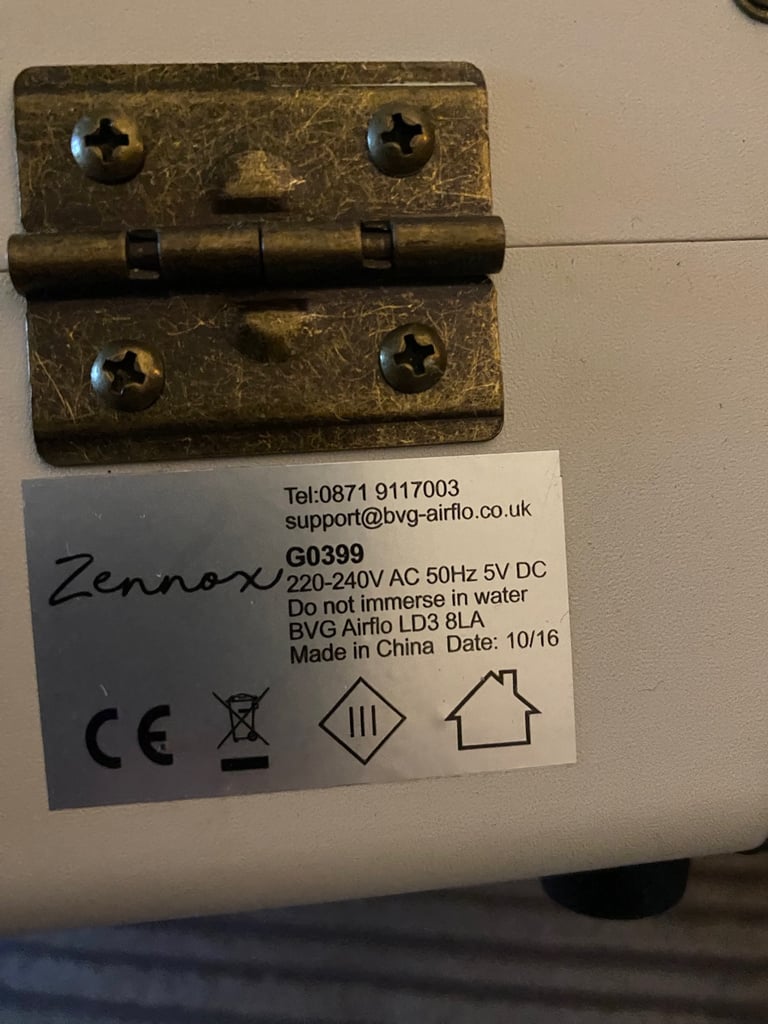 Tel:0871 9117003
support@bvg-airflo.co.uk
Zennox
G0399
220-240V AC 50Hz 5V DC
Do not immerse in water
BVG Airflo LD3 8LA
Made in China Date: 10/16
CE
III